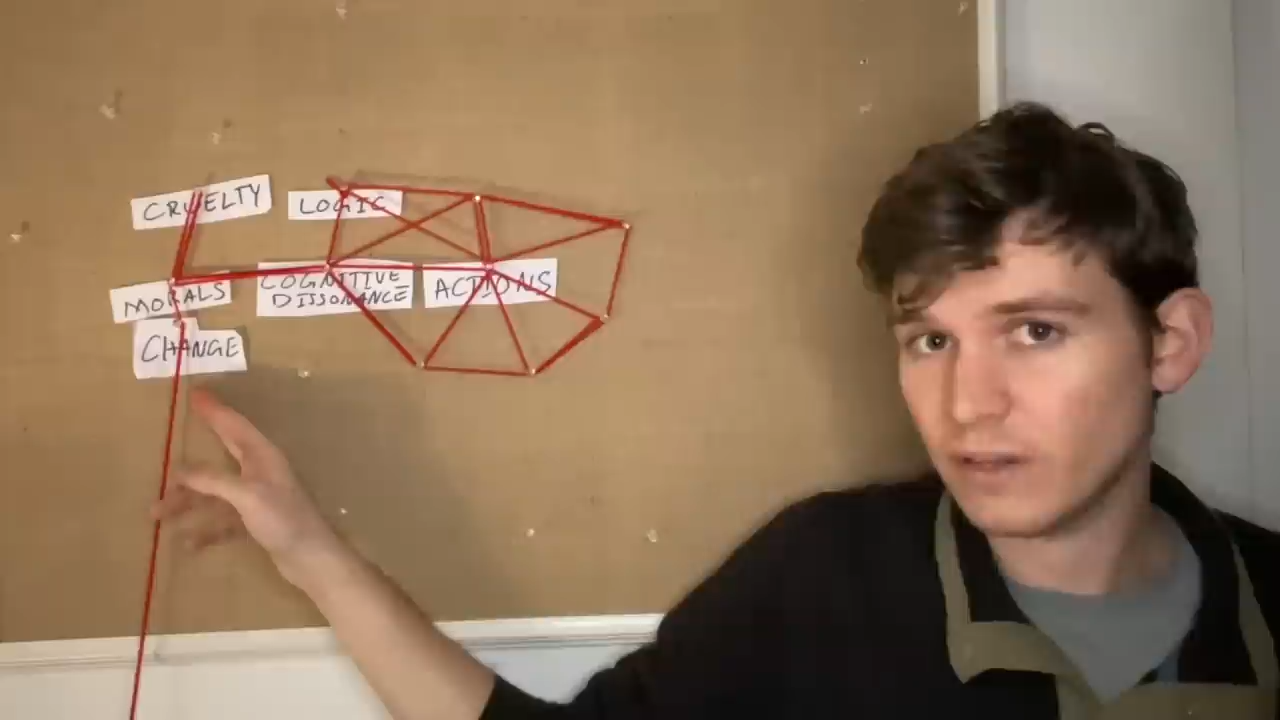 CRUELTY
LOGIC
MORALS
COGNITIVE
DISSONANCE
ACTIONS
CHANGE